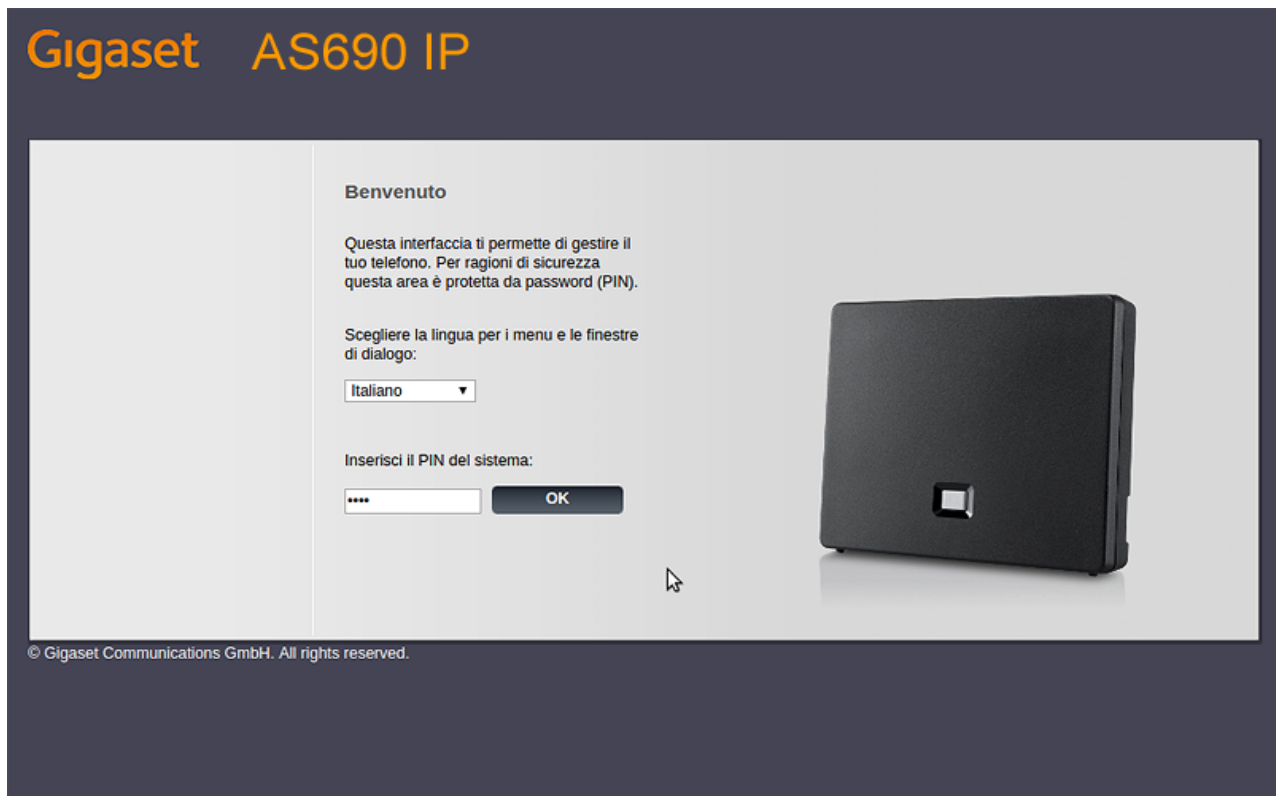 Gigaset AS690 IP
Benvenuto
Questa interfaccia ti permette di gestire il
tuo telefono. Per ragioni di sicurezza
questa area è protetta da password (PIN).
Scegliere la lingua per i menu e le finestre
di dialogo:
Italiano
Inserisci il PIN del sistema:
•••• OK
© Gigaset Communications GmbH. All rights reserved.